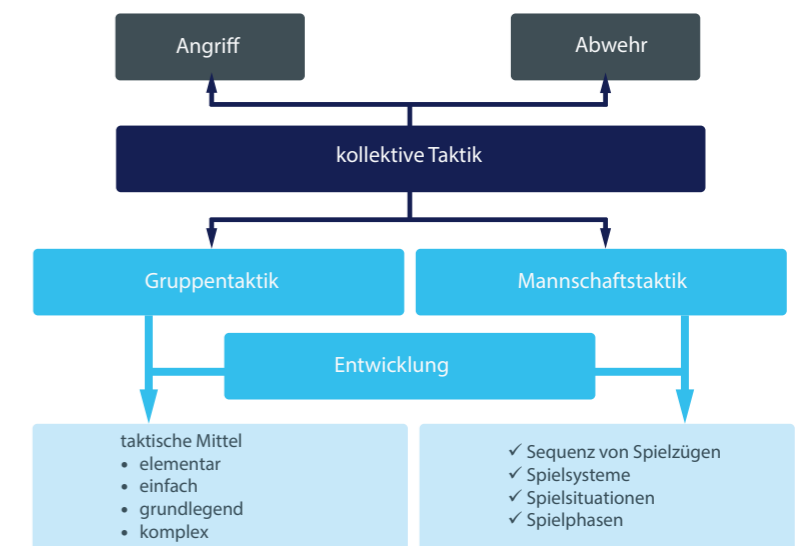 Angriff
Abwehr
kollektive Taktik
Gruppentaktik
Mannschaftstaktik
Entwicklung
taktische Mittel
• elementar
• einfach
• grundlegend
• komplex
✓ Sequenz von Spielzügen
✓ Spielsysteme
✓ Spielsituationen
✓ Spielphasen